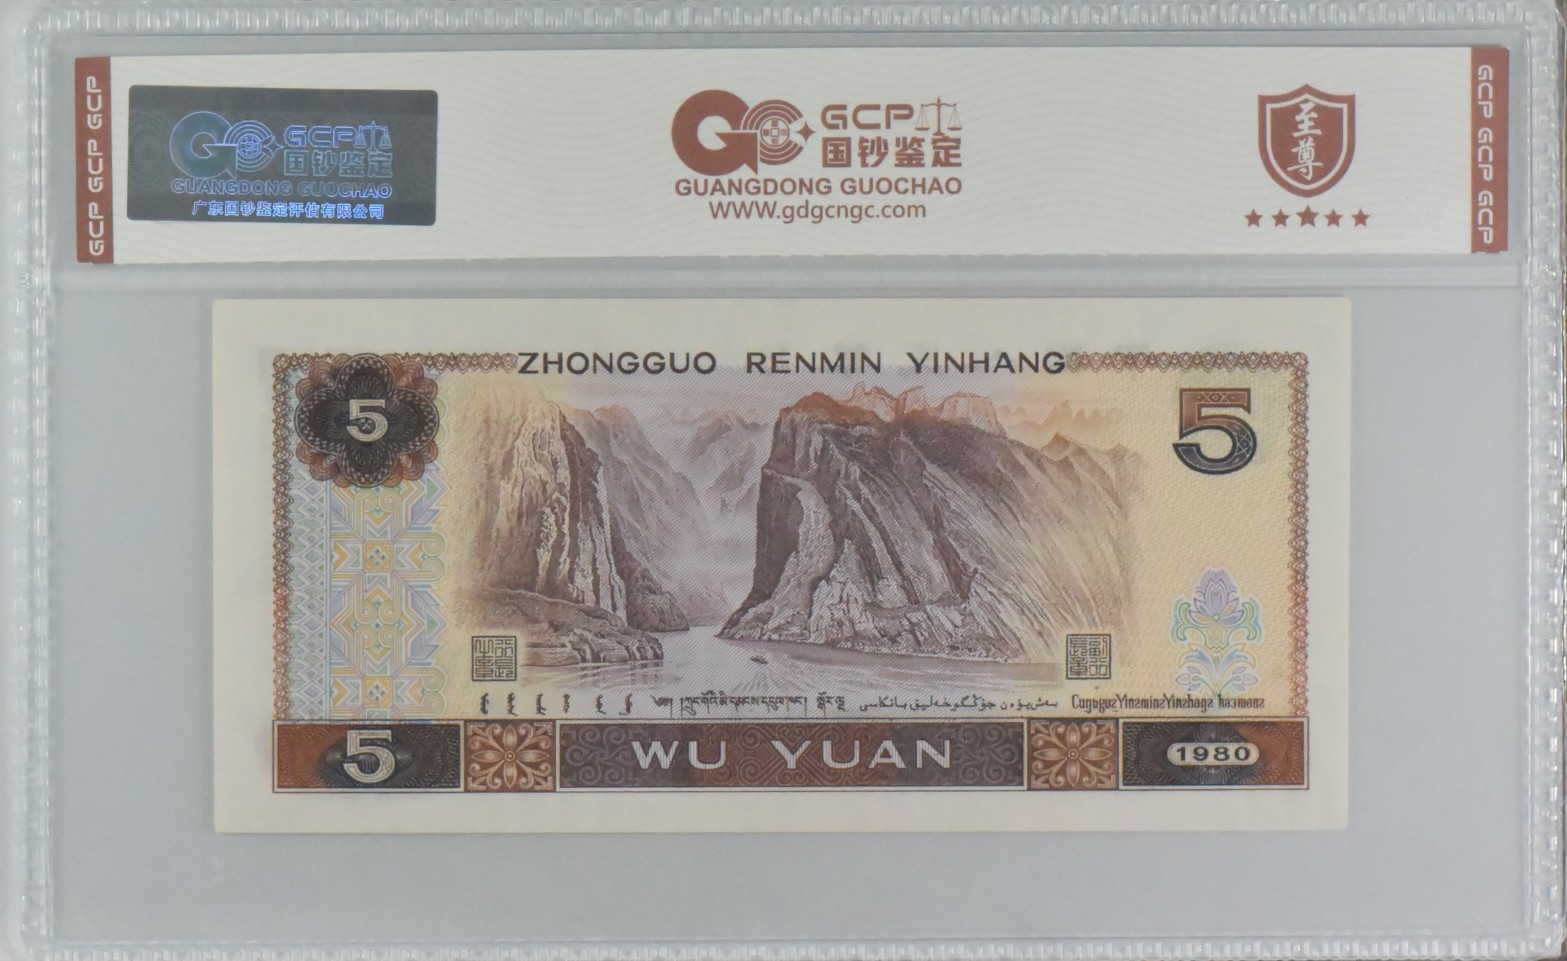 GCP GCP GCP
GCP 国钞鉴定
GUANGDONG GUOCHAO
广东国钞鉴定评估有限公司
GCP 国钞鉴定
GUANGDONG GUOCHAO
WWW.gdgcngc.com
至尊
GCP GCP GCP
ZHONGGUO RENMIN YINHANG
5
5
5
WU YUAN
1980